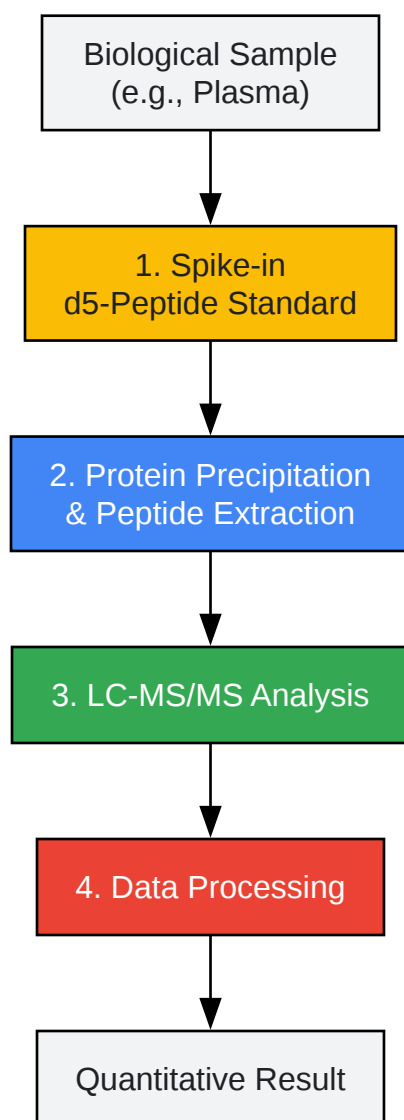 Biological Sample
(e.g., Plasma)
1. Spike-in
d5-Peptide Standard
2. Protein Precipitation
& Peptide Extraction
3. LC-MS/MS Analysis
4. Data Processing
Quantitative Result